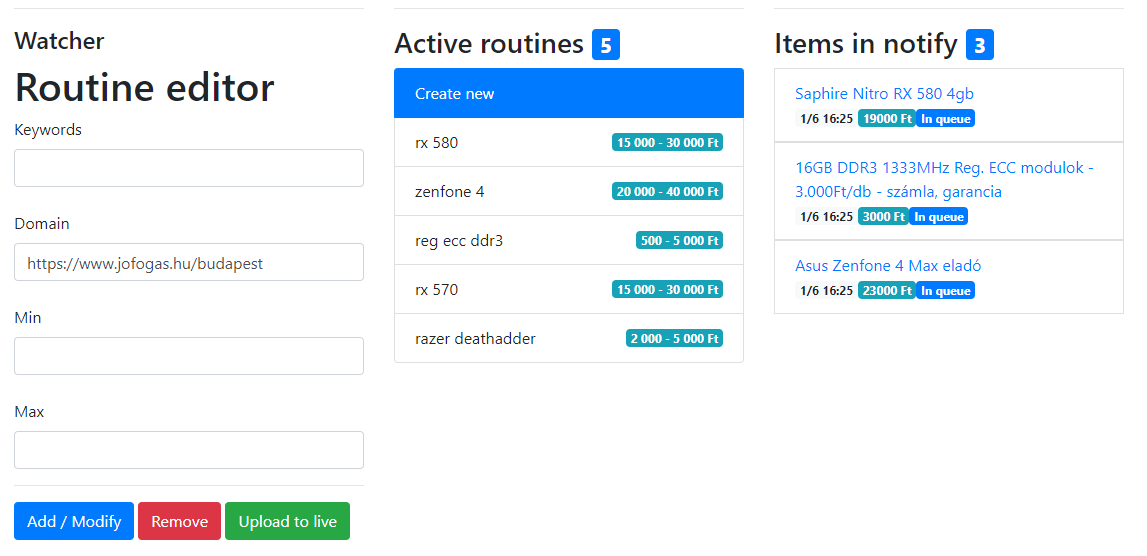 Watcher
Routine editor
Keywords
Domain
https://www.jofogas.hu/budapest
Min
Max
Add / Modify Remove Upload to live
Active routines 5
Create new
rx 580 15 000 - 30 000 Ft
zenfone 4 20 000 - 40 000 Ft
reg ecc ddr3 500 - 5 000 Ft
rx 570 15 000 - 30 000 Ft
razer deathadder 2 000 - 5 000 Ft
Items in notify 3
Saphire Nitro RX 580 4gb
1/6 16:25 19000 Ft In queue
16GB DDR3 1333MHz Reg. ECC modulok -
3.000Ft/db - számla, garancia
1/6 16:25 3000 Ft In queue
Asus Zenfone 4 Max eladó
1/6 16:25 23000 Ft In queue